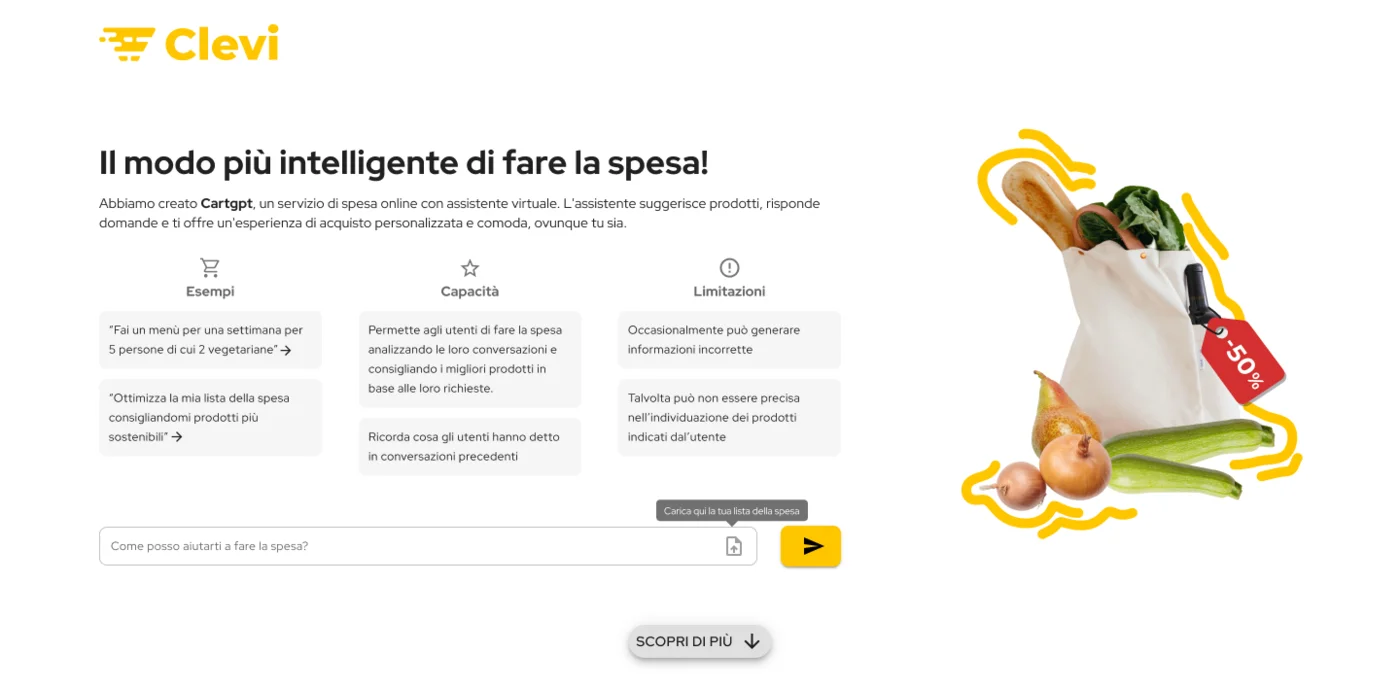 Clevi
Il modo più intelligente di fare la spesa!
Abbiamo creato Cartgpt, un servizio di spesa online con assistente virtuale. L'assistente suggerisce prodotti, risponde
domande e ti offre un'esperienza di acquisto personalizzata e comoda, ovunque tu sia.
Esempi
“Fai un menù per una settimana per
5 persone di cui 2 vegetariane”→
“Ottimizza la mia lista della spesa
consigliandomi prodotti più
sostenibili” →
Capacità
Permette agli utenti di fare la spesa
analizzando le loro conversazioni e
consigliando i migliori prodotti in
base alle loro richieste.
Ricorda cosa gli utenti hanno detto
in conversazioni precedenti
Limitazioni
Occasionalmente può generare
informazioni incorrette
Talvolta può non essere precisa
nell’individuazione dei prodotti
indicati dal’utente
-50%
Carica qui la tua lista della spesa
Come posso aiutarti a fare la spesa?
SCOPRI DI PIÙ